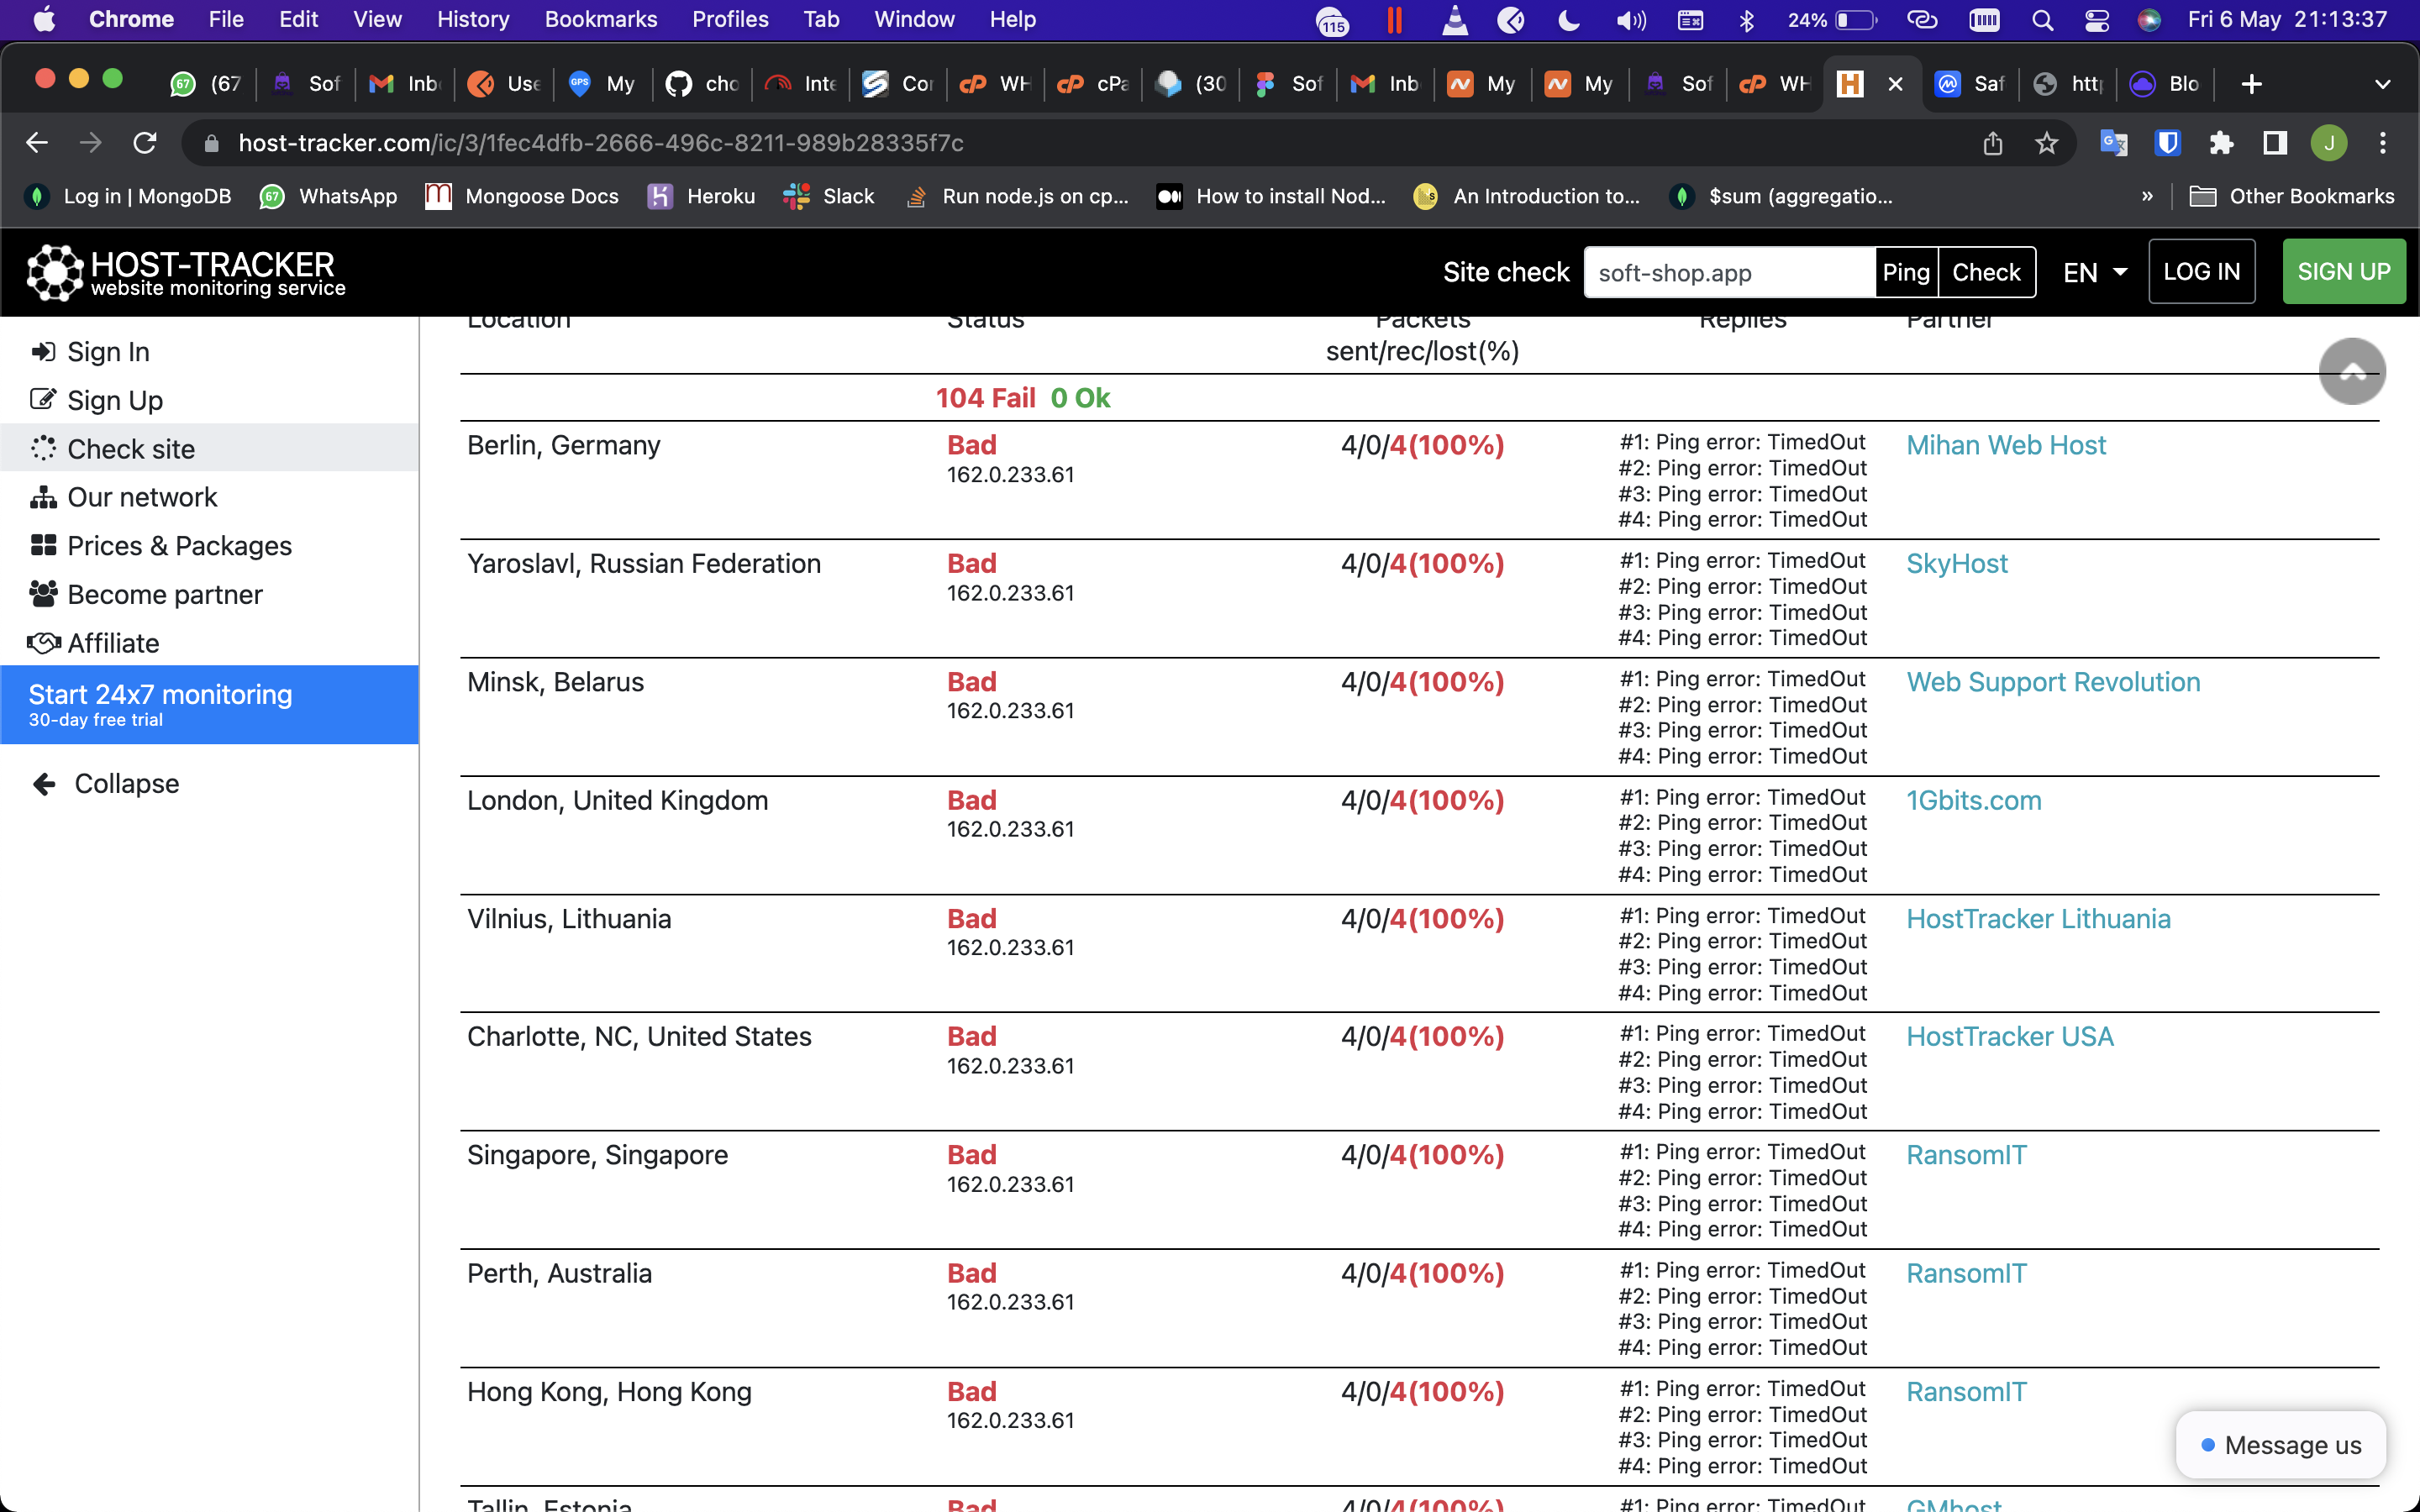 Chrome File Edit View History Bookmarks Profiles Tab Window Help 115 24% Fri 6 May 21:13:37
67 (67 Sof Inb Use GPS My cho Inte Cor WH cPa (30 Sof Inb My My Sof WH Saf http Blo
host-tracker.com/ic/3/1fec4dfb-2666-496c-8211-989b28335f7c J
Log in | MongoDB 67 WhatsApp Mongoose Docs Heroku Slack Run node.js on cp... How to install Nod... An Introduction to... $sum (aggregatio... » Other Bookmarks
HOST-TRACKER
website monitoring service
Site check soft-shop.app Ping Check EN LOG IN SIGN UP
Sign In
Sign Up
Check site
Our network
Prices & Packages
Become partner
Affiliate
Start 24x7 monitoring
30-day free trial
Collapse
Location Status Packets Replies Partner
sent/rec/lost(%)
104 Fail 0 Ok
Berlin, Germany Bad 4/0/4(100%) #1: Ping error: TimedOut Mihan Web Host
162.0.233.61 #2: Ping error: TimedOut
#3: Ping error: TimedOut
#4: Ping error: TimedOut
Yaroslavl, Russian Federation Bad 4/0/4(100%) #1: Ping error: TimedOut SkyHost
162.0.233.61 #2: Ping error: TimedOut
#3: Ping error: TimedOut
#4: Ping error: TimedOut
Minsk, Belarus Bad 4/0/4(100%) #1: Ping error: TimedOut Web Support Revolution
162.0.233.61 #2: Ping error: TimedOut
#3: Ping error: TimedOut
#4: Ping error: TimedOut
London, United Kingdom Bad 4/0/4(100%) #1: Ping error: TimedOut 1Gbits.com
162.0.233.61 #2: Ping error: TimedOut
#3: Ping error: TimedOut
#4: Ping error: TimedOut
Vilnius, Lithuania Bad 4/0/4(100%) #1: Ping error: TimedOut HostTracker Lithuania
162.0.233.61 #2: Ping error: TimedOut
#3: Ping error: TimedOut
#4: Ping error: TimedOut
Charlotte, NC, United States Bad 4/0/4(100%) #1: Ping error: TimedOut HostTracker USA
162.0.233.61 #2: Ping error: TimedOut
#3: Ping error: TimedOut
#4: Ping error: TimedOut
Singapore, Singapore Bad 4/0/4(100%) #1: Ping error: TimedOut RansomIT
162.0.233.61 #2: Ping error: TimedOut
#3: Ping error: TimedOut
#4: Ping error: TimedOut
Perth, Australia Bad 4/0/4(100%) #1: Ping error: TimedOut RansomIT
162.0.233.61 #2: Ping error: TimedOut
#3: Ping error: TimedOut
#4: Ping error: TimedOut
Hong Kong, Hong Kong Bad 4/0/4(100%) #1: Ping error: TimedOut RansomIT
162.0.233.61 #2: Ping error: TimedOut
#3: Ping error: TimedOut
#4: Ping error: TimedOut
Tallin, Estonia Bad 4/0/4(100%) #1: Ping error: TimedOut GMhost
Message us